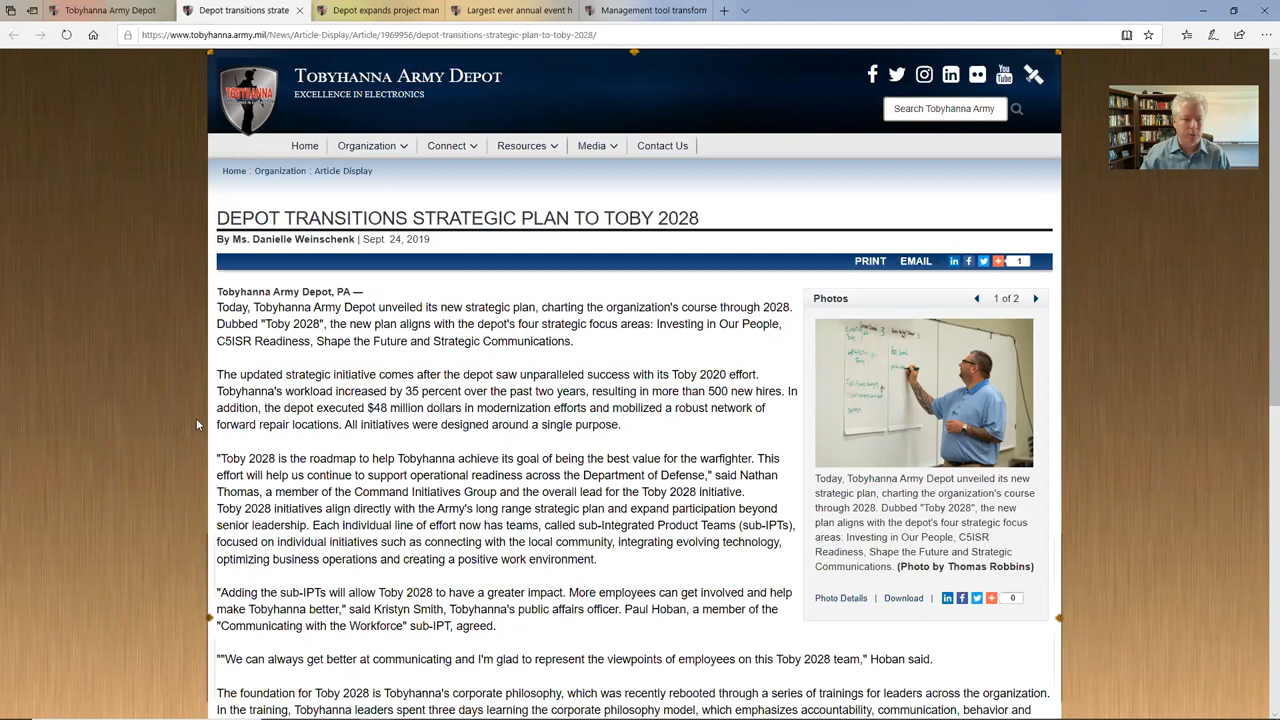 Tobyhanna Army Depot
Depot transitions strate
Depot expands project man
Largest ever annual event h
Management tool transform
https://www.tobyhanna.army.mil/News/Article-Display/Article/1969956/depot-transitions-strategic-plan-to-toby-2028/
TOBYHANNA
TOBYHANNA ARMY DEPOT
EXCELLENCE IN ELECTRONICS
You
Tube
Search Tobyhanna Army
Home
Organization
Connect
Resources
Media
Contact Us
Home : Organization : Article Display
DEPOT TRANSITIONS STRATEGIC PLAN TO TOBY 2028
By Ms. Danielle Weinschenk | Sept. 24, 2019
PRINT EMAIL 1
Tobyhanna Army Depot, PA —
Today, Tobyhanna Army Depot unveiled its new strategic plan, charting the organization's course through 2028.
Dubbed "Toby 2028", the new plan aligns with the depot's four strategic focus areas: Investing in Our People,
C5ISR Readiness, Shape the Future and Strategic Communications.
The updated strategic initiative comes after the depot saw unparalleled success with its Toby 2020 effort.
Tobyhanna's workload increased by 35 percent over the past two years, resulting in more than 500 new hires. In
addition, the depot executed $48 million dollars in modernization efforts and mobilized a robust network of
forward repair locations. All initiatives were designed around a single purpose.
"Toby 2028 is the roadmap to help Tobyhanna achieve its goal of being the best value for the warfighter. This
effort will help us continue to support operational readiness across the Department of Defense," said Nathan
Thomas, a member of the Command Initiatives Group and the overall lead for the Toby 2028 initiative.
Toby 2028 initiatives align directly with the Army's long range strategic plan and expand participation beyond
senior leadership. Each individual line of effort now has teams, called sub-Integrated Product Teams (sub-IPTs),
focused on individual initiatives such as connecting with the local community, integrating evolving technology,
optimizing business operations and creating a positive work environment.
"Adding the sub-IPTs will allow Toby 2028 to have a greater impact. More employees can get involved and help
make Tobyhanna better," said Kristyn Smith, Tobyhanna's public affairs officer. Paul Hoban, a member of the
"Communicating with the Workforce" sub-IPT, agreed.
""We can always get better at communicating and I'm glad to represent the viewpoints of employees on this Toby 2028 team," Hoban said.
The foundation for Toby 2028 is Tobyhanna's corporate philosophy, which was recently rebooted through a series of trainings for leaders across the organization.
In the training, Tobyhanna leaders spent three days learning the corporate philosophy model, which emphasizes accountability, communication, behavior and
Photos
1 of 2
Today, Tobyhanna Army Depot unveiled its new
strategic plan, charting the organization's course
through 2028. Dubbed "Toby 2028", the new
plan aligns with the depot's four strategic focus
areas: Investing in Our People, C5ISR
Readiness, Shape the Future and Strategic
Communications. (Photo by Thomas Robbins)
Photo Details | Download | 0